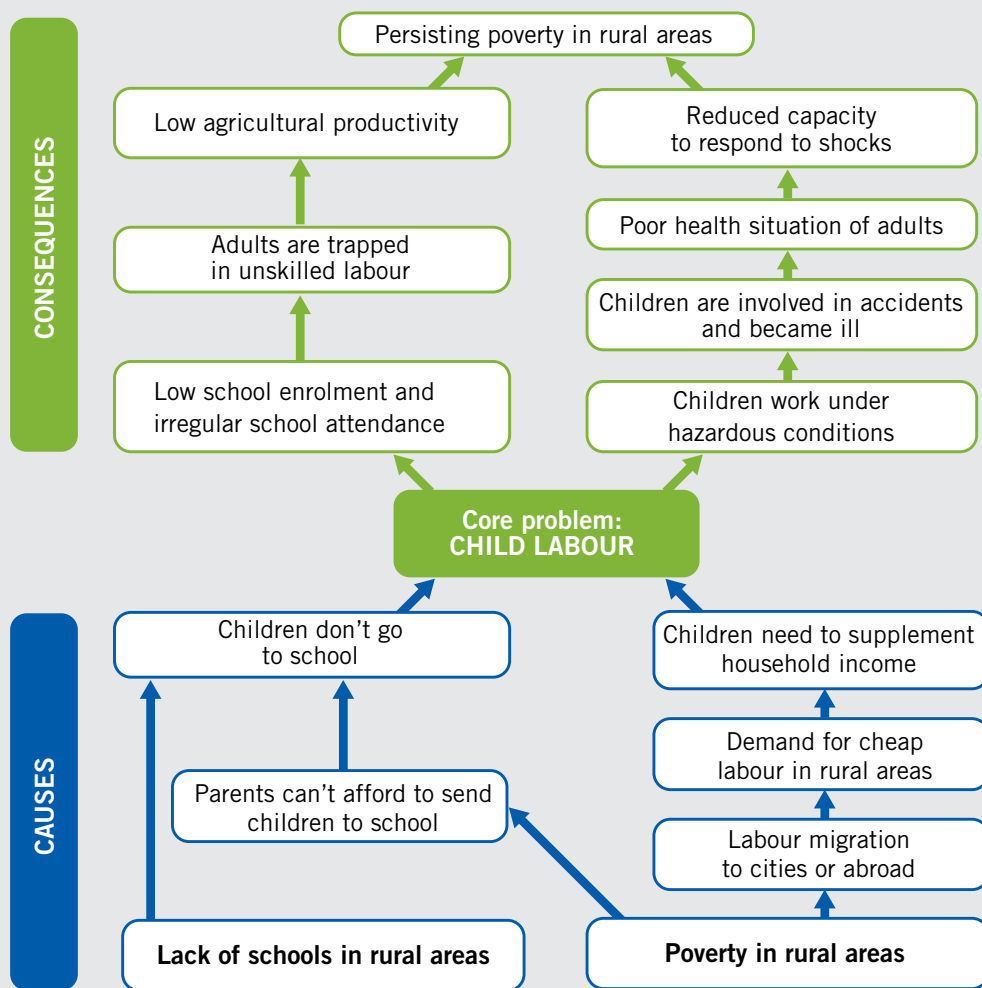 CONSEQUENCES
Persisting poverty in rural areas
Low agricultural productivity
Reduced capacity
to respond to shocks
Adults are trapped
in unskilled labour
Poor health situation of adults
Children are involved in accidents
and became ill
Low school enrolment and
irregular school attendance
Children work under
hazardous conditions
Core problem:
CHILD LABOUR
CAUSES
Children don't go
to school
Children need to supplement
household income
Parents can't afford to send
children to school
Demand for cheap
labour in rural areas
Labour migration
to cities or abroad
Lack of schools in rural areas
Poverty in rural areas